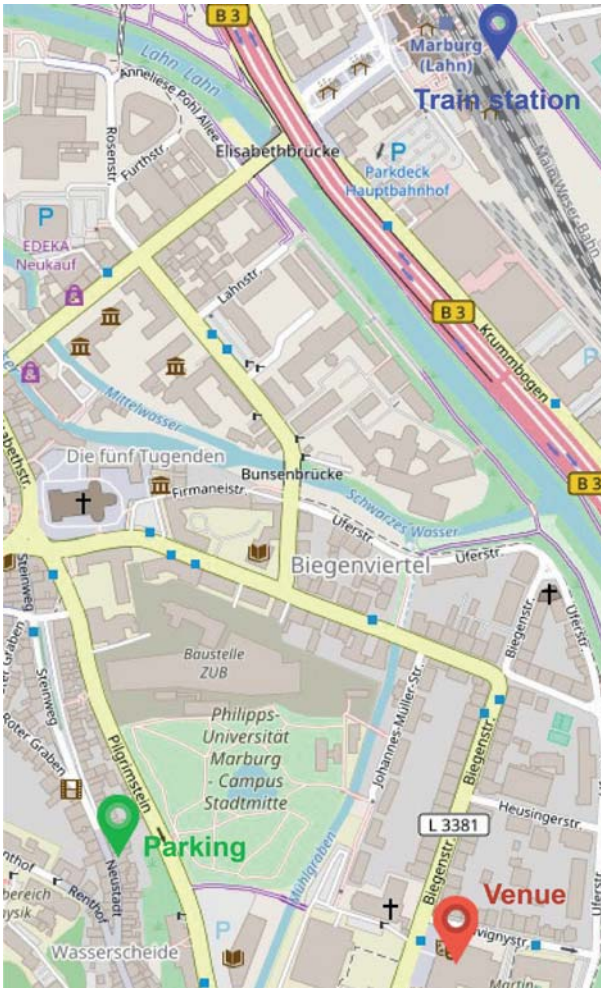 B 3
Marburg
(Lahn)
Train station
Lahn Lahn
Anneliese Pohl Allee
Rosenstr.
Furthstr.
Elisabethbrücke
P
Parkdeck
Hauptbahnhof
Main-Weser-Bahn
P
EDEKA
Neukauf
Lahnstr.
B 3
Krummbogen
P
Mittelwasser
Die fünf Tugenden
Bunsenbrücke
B 3
Firmaneistr.
Schwarzes Wasser
Uferstr.
Uferstr.
Uferstr.
Biegenviertel
Steinweg
Biegenstr.
Baustelle
ZUB
Johannes-Müller-Str.
Steinweg
Roter Graben
Philipps-
Universität
Marburg
- Campus
Stadtmitte
Pilgrimstein
Biegenstr.
Heusingerstr.
L 3381
Parking
Mühlgraben
Biegenstr.
Neustadt
Renthof
Venue
P
Wasserscheide